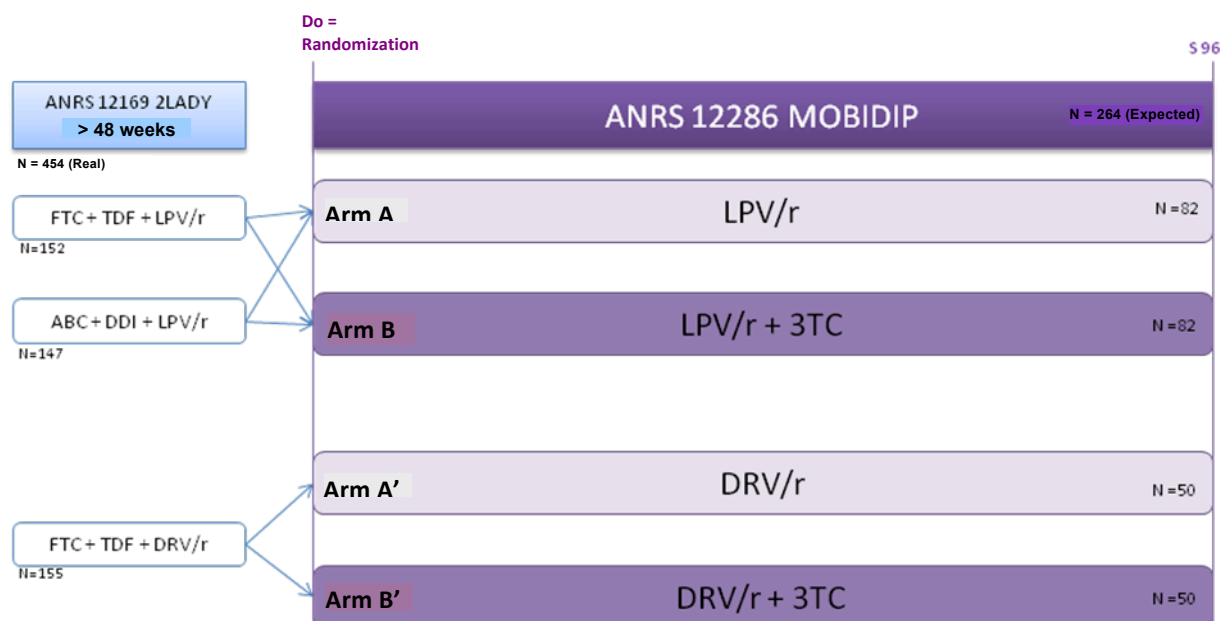 Do =
Randomization
S 96
ANRS 12169 2LADY
> 48 weeks
N = 454 (Real)
ANRS 12286 MOBIDIP
N = 264 (Expected)
FTC + TDF + LPV/r
N=152
Arm A
LPV/r
N =82
ABC + DDI + LPV/r
N=147
Arm B
LPV/r + 3TC
N =82
Arm A’
DRV/r
N =50
FTC + TDF + DRV/r
N=155
Arm B’
DRV/r + 3TC
N =50